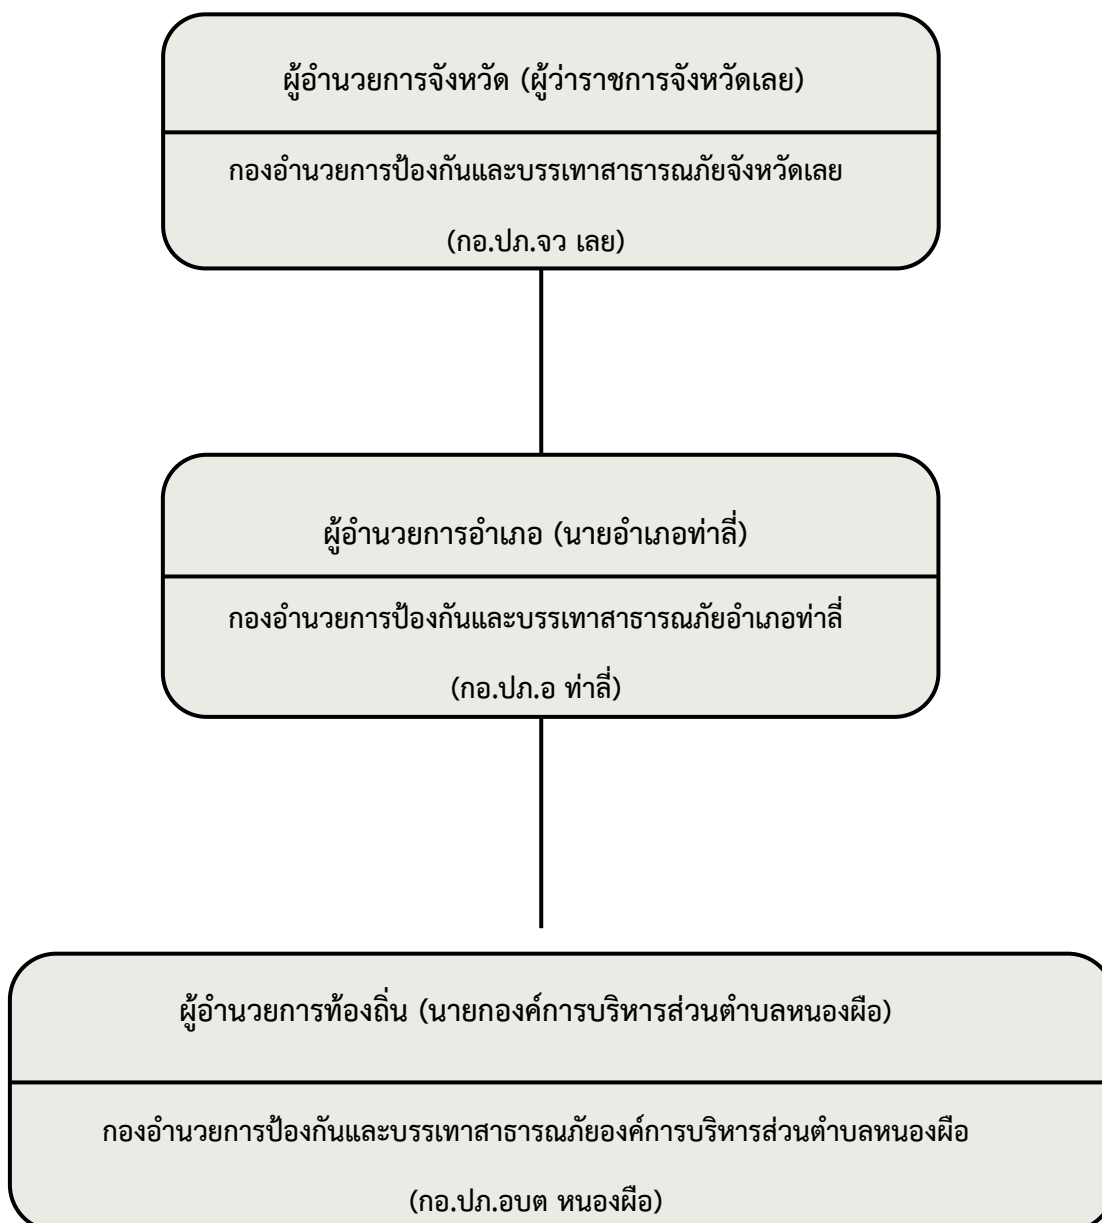 ผู้อำนวยการจังหวัด (ผู้ว่าราชการจังหวัดเลย)
กองอำนวยการป้องกันและบรรเทาสาธารณภัยจังหวัดเลย
(กอ.ปภ.จว เลย)
ผู้อำนวยการอำเภอ (นายอำเภอท่าลี่)
กองอำนวยการป้องกันและบรรเทาสาธารณภัยอำเภอท่าลี่
(กอ.ปภ.อ ท่าลี่)
ผู้อำนวยการท้องถิ่น (นายกองค์การบริหารส่วนตำบลหนองผือ)
กองอำนวยการป้องกันและบรรเทาสาธารณภัยองค์การบริหารส่วนตำบลหนองผือ
(กอ.ปภ.อบต หนองผือ)